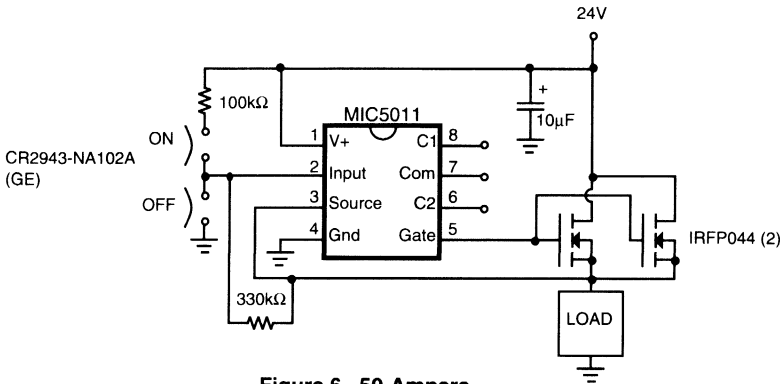 24V
100kΩ
+
10µF
MIC5011
ON
1 V+ C1 8
CR2943-NA102A
(GE)
2 Input Com 7
OFF
3 Source C2 6
4 Gnd Gate 5
IRFP044 (2)
330kΩ
LOAD
Figure 6. 50-Ampere